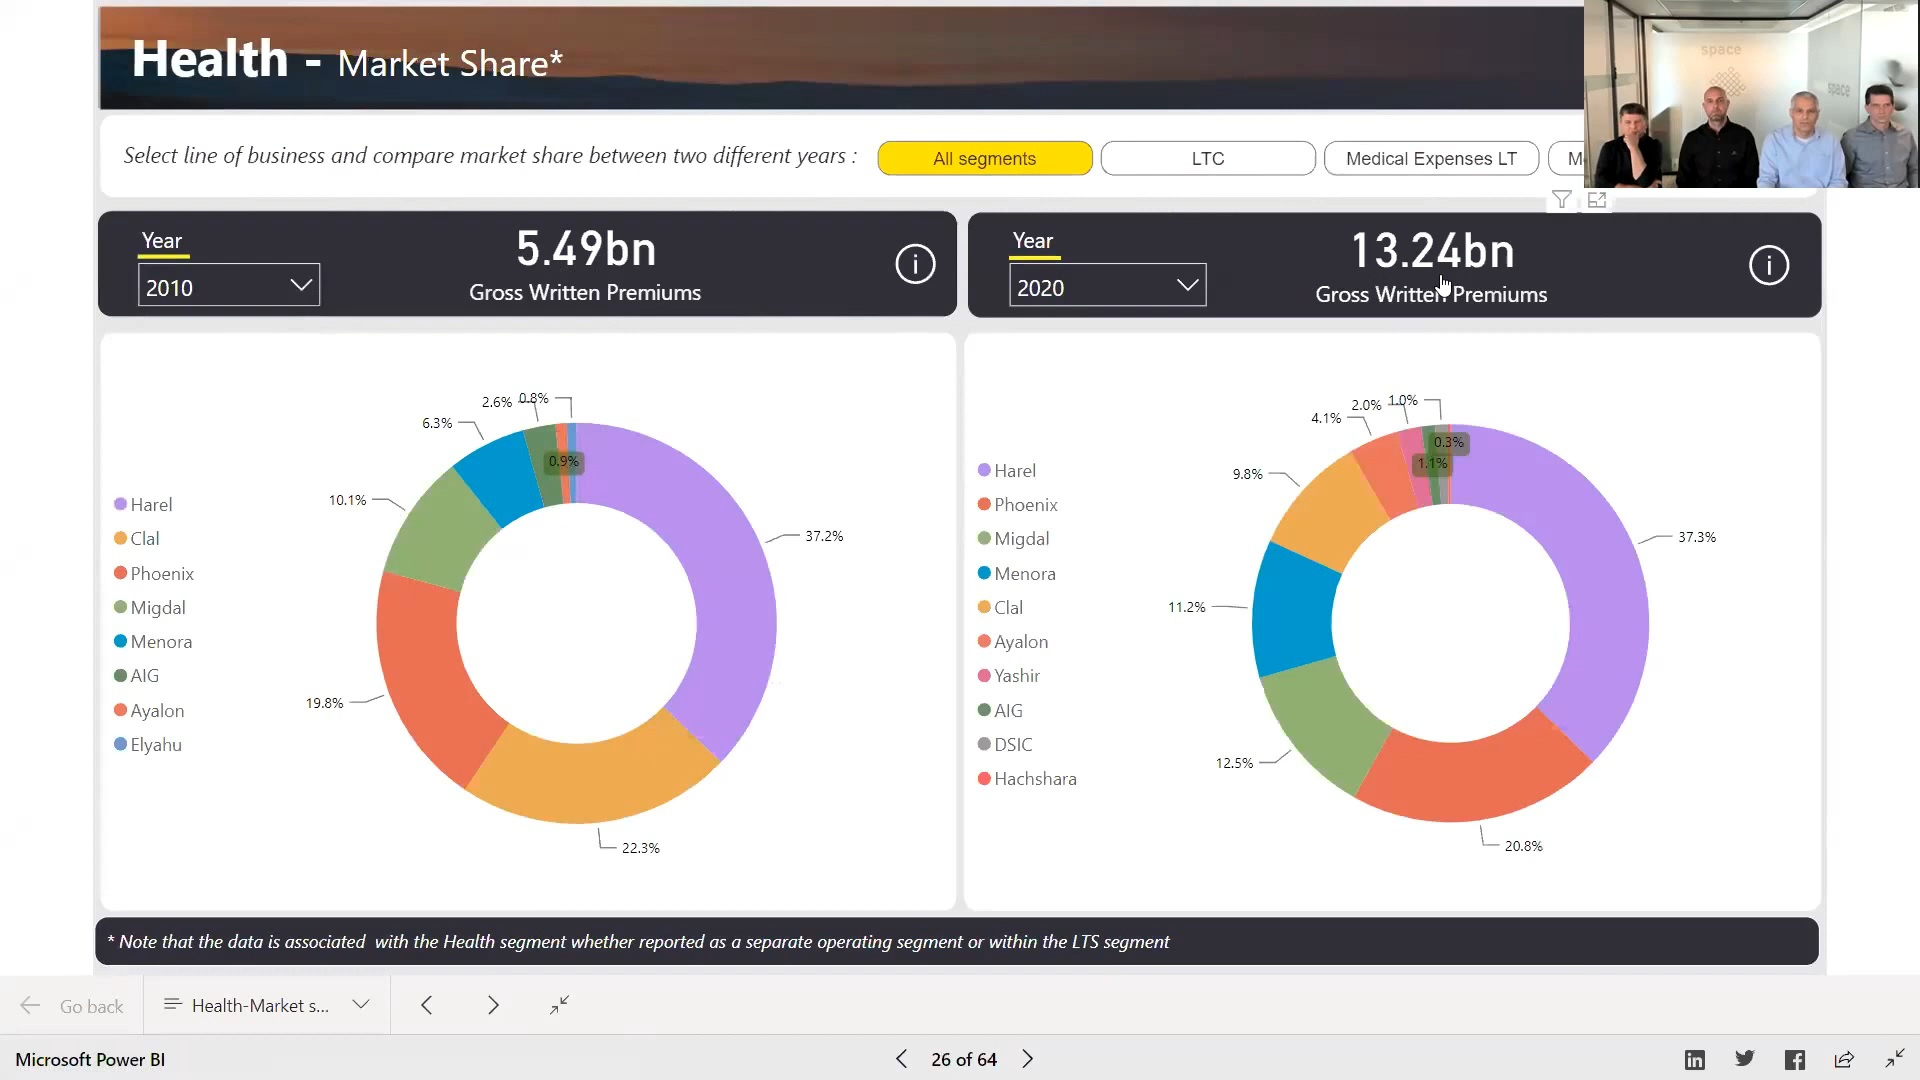 Health - Market Share*
space
space
Select line of business and compare market share between two different years :
All segments
LTC
Medical Expenses LT
Year
2010
5.49bn
Gross Written Premiums
Year
2020
13.24bn
Gross Written Premiums
Harel
Clal
Phoenix
Migdal
Menora
AIG
Ayalon
Elyahu
2.6%
0.8%
6.3%
0.9%
10.1%
37.2%
19.8%
22.3%
Harel
Phoenix
Migdal
Menora
Clal
Ayalon
Yashir
AIG
DSIC
Hachshara
2.0%
1.0%
4.1%
0.3%
1.1%
9.8%
37.3%
11.2%
12.5%
20.8%
* Note that the data is associated with the Health segment whether reported as a separate operating segment or within the LTS segment
Go back
Health-Market s...
Microsoft Power BI
26 of 64